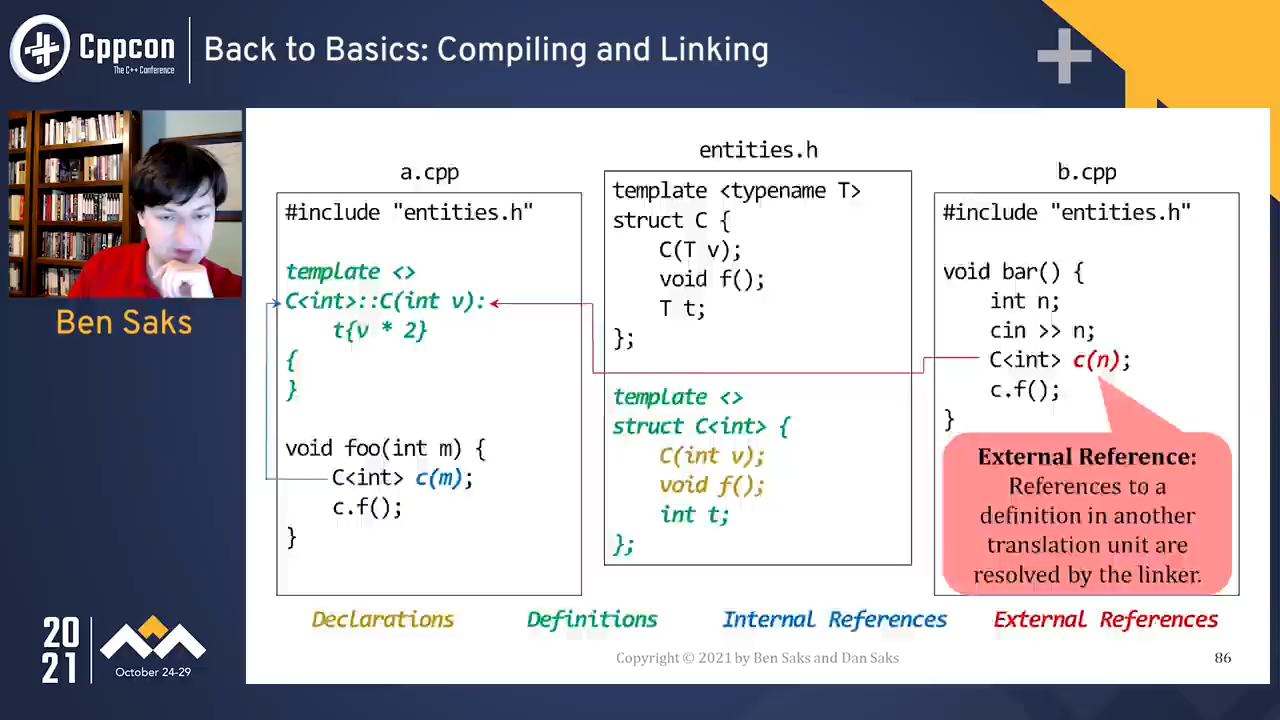 Cppcon
The C++ Conference
Back to Basics: Compiling and Linking
Ben Saks
20
21
October 24-29
a.cpp
#include "entities.h"
template <>
C<int>::C(int v):
t{v * 2}
{
}
void foo(int m) {
C<int> c(m);
c.f();
}
entities.h
template <typename T>
struct C {
C(T v);
void f();
T t;
};
template <>
struct C<int> {
C(int v);
void f();
int t;
};
b.cpp
#include "entities.h"
void bar() {
int n;
cin >> n;
C<int> c(n);
c.f();
}
External Reference:
References to a
definition in another
translation unit are
resolved by the linker.
Declarations
Definitions
Internal References
External References
Copyright © 2021 by Ben Saks and Dan Saks
86